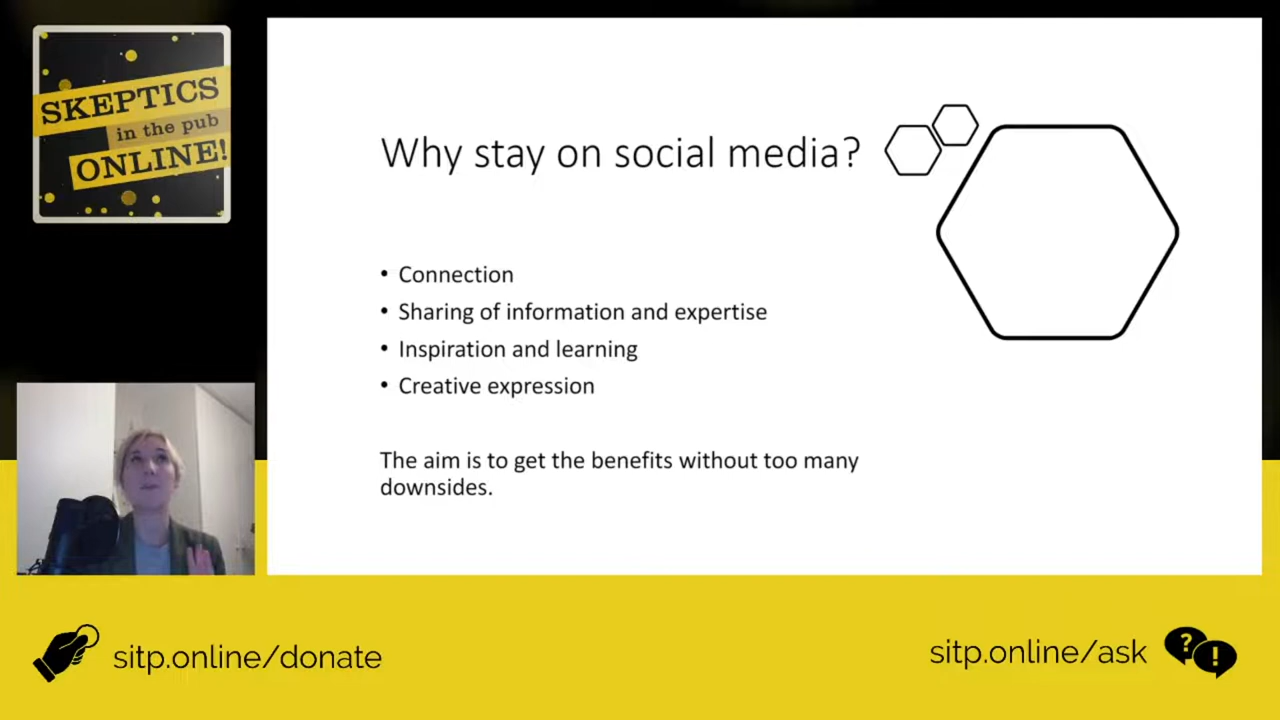 SKEPTICS
in the pub
ONLINE!
Why stay on social media?
• Connection
• Sharing of information and expertise
• Inspiration and learning
• Creative expression
The aim is to get the benefits without too many
downsides.
sitp.online/donate
sitp.online/ask
? !